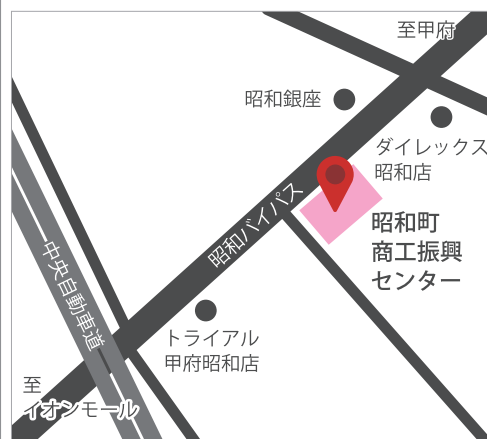 至甲府
昭和銀座
ダイレックス
昭和店
昭和バイパス
昭和町
商工振興
センター
中央自動車道
トライアル
甲府昭和店
至
イオンモール